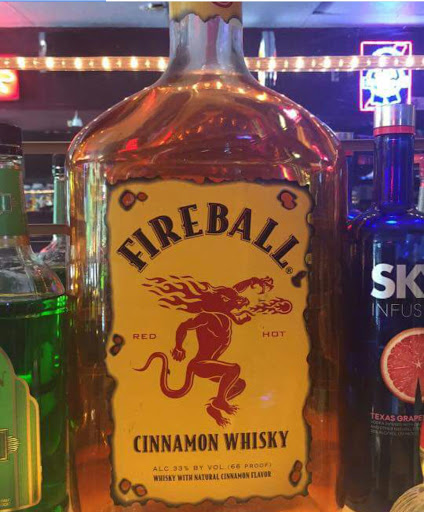 FIREBALL®
RED HOT
CINNAMON WHISKY
ALC 33% BY VOL. (66 PROOF)
WHISKY WITH NATURAL CINNAMON FLAVOR
SK
INFUS
TEXAS GRAPE